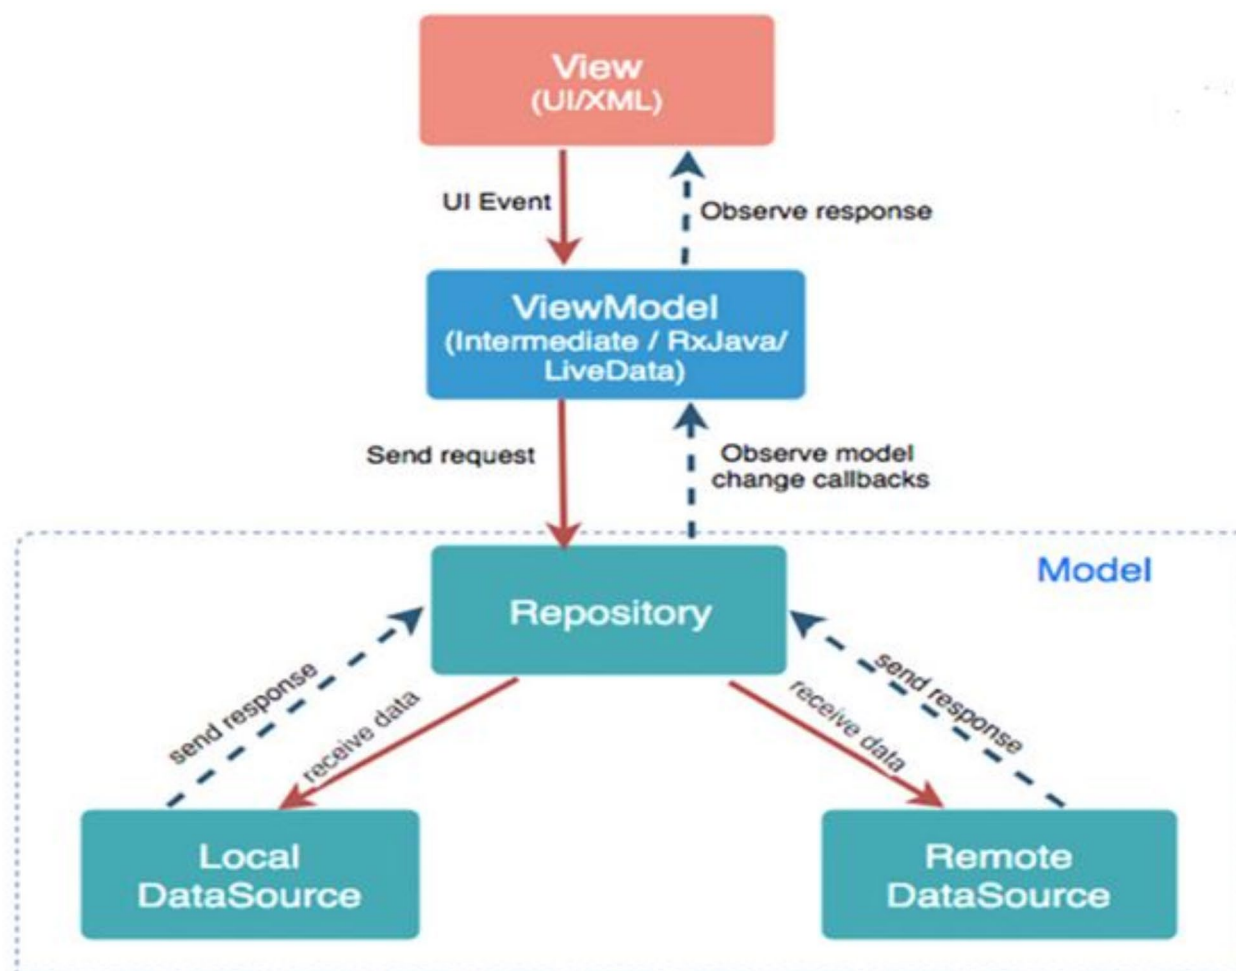 View
(UI/XML)
UI Event
Observe response
ViewModel
(Intermediate / RxJava/
LiveData)
Send request
Observe model
change callbacks
Model
Repository
send response
receive data
receive data
send response
Local
DataSource
Remote
DataSource